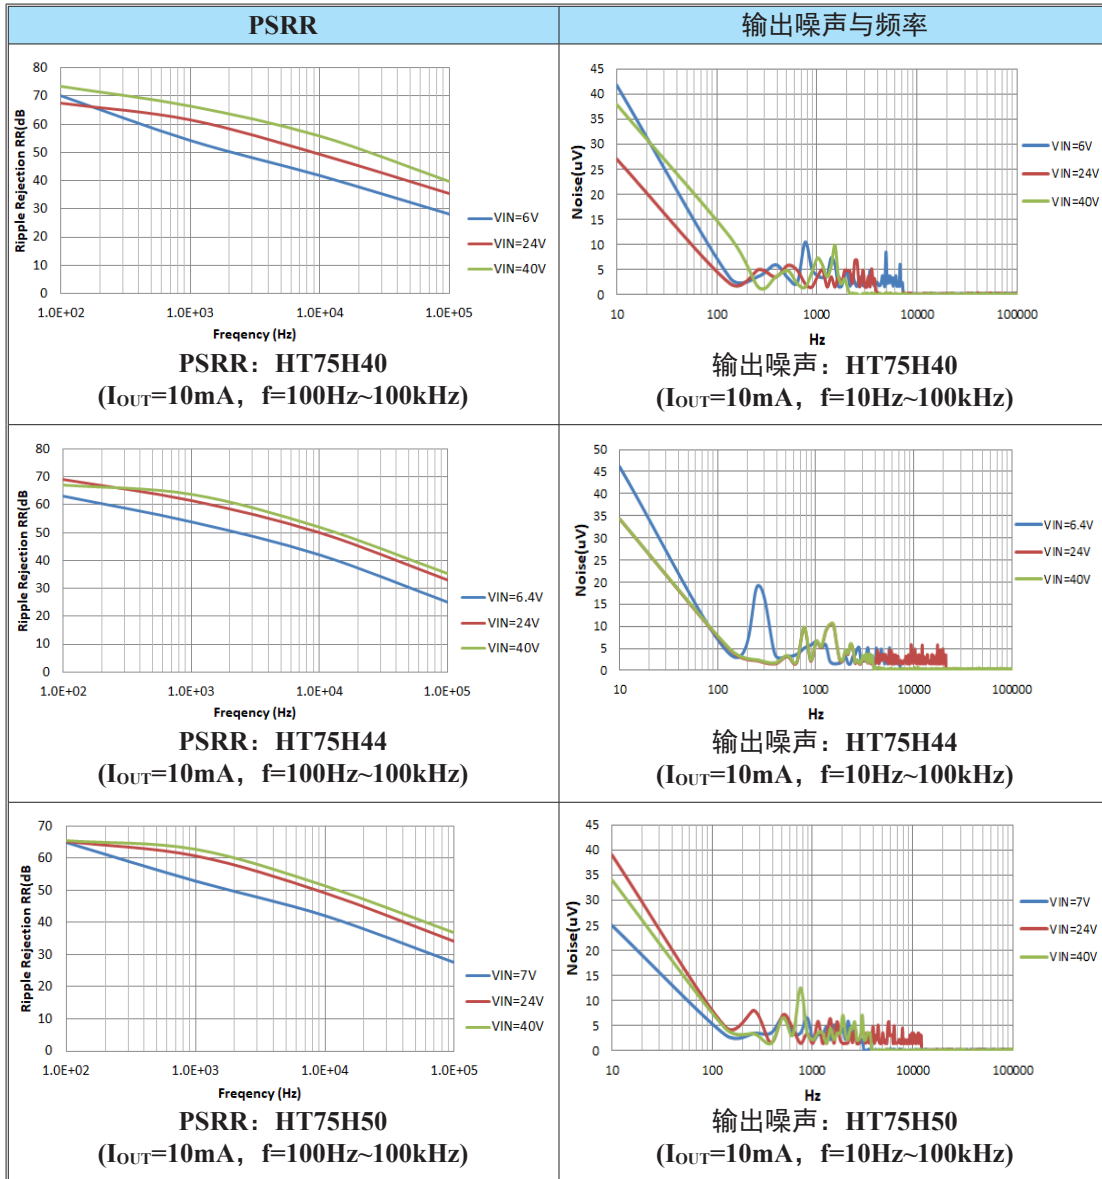 PSRR
输出噪声与频率
80
70
60
50
40
30
20
10
0
Ripple Rejection RR(dB
1.0E+02
1.0E+03
1.0E+04
1.0E+05
Freqency (Hz)
VIN=6V
VIN=24V
VIN=40V
PSRR：HT75H40
(IOUT=10mA，f=100Hz~100kHz)
45
40
35
30
25
20
15
10
5
0
Noise(uV)
10
100
1000
10000
100000
Hz
VIN=6V
VIN=24V
VIN=40V
输出噪声：HT75H40
(IOUT=10mA，f=10Hz~100kHz)
80
70
60
50
40
30
20
10
0
Ripple Rejection RR(dB
1.0E+02
1.0E+03
1.0E+04
1.0E+05
Freqency (Hz)
VIN=6.4V
VIN=24V
VIN=40V
PSRR：HT75H44
(IOUT=10mA，f=100Hz~100kHz)
50
45
40
35
30
25
20
15
10
5
0
Noise(uV)
10
100
1000
10000
100000
Hz
VIN=6.4V
VIN=24V
VIN=40V
输出噪声：HT75H44
(IOUT=10mA，f=10Hz~100kHz)
70
60
50
40
30
20
10
0
Ripple Rejection RR(dB
1.0E+02
1.0E+03
1.0E+04
1.0E+05
Freqency (Hz)
VIN=7V
VIN=24V
VIN=40V
PSRR：HT75H50
(IOUT=10mA，f=100Hz~100kHz)
45
40
35
30
25
20
15
10
5
0
Noise(uV)
10
100
1000
10000
100000
Hz
VIN=7V
VIN=24V
VIN=40V
输出噪声：HT75H50
(IOUT=10mA，f=10Hz~100kHz)